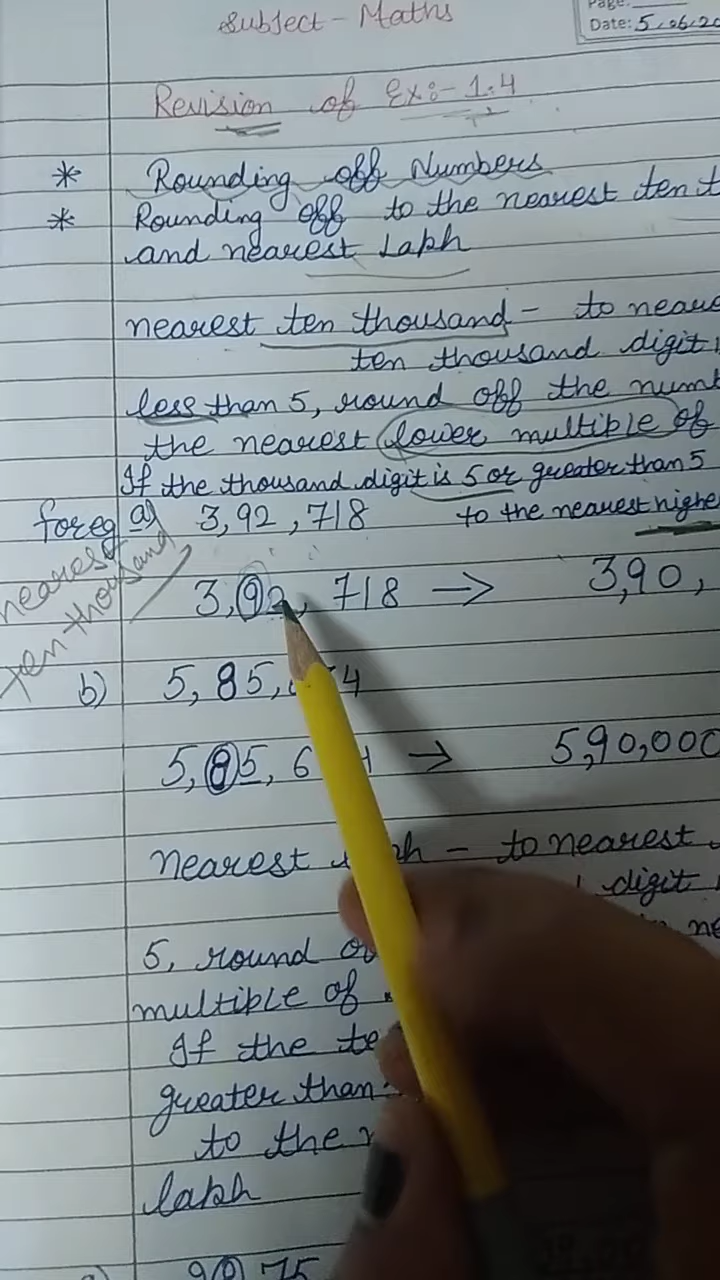 Subject - Maths
Page:
Date: 5.06.20
Revision of Ex:- 1.4
* Rounding off Numbers
* Rounding off to the nearest ten t
and nearest Lakh
nearest ten thousand - to neare
ten thousand digit
less than 5, round off the numb
the nearest lower multiple of
If the thousand digit is 5 or greater than 5
for eg a) 3,92,718 to the nearest highe
nearest
ten thousand
3,92,718 → 3,90,
b) 5,85, 4
5,85,6 4 → 5,90,000
nearest - to nearest
digit
5, round
multiple of
If the te
greater than
to the
lakh